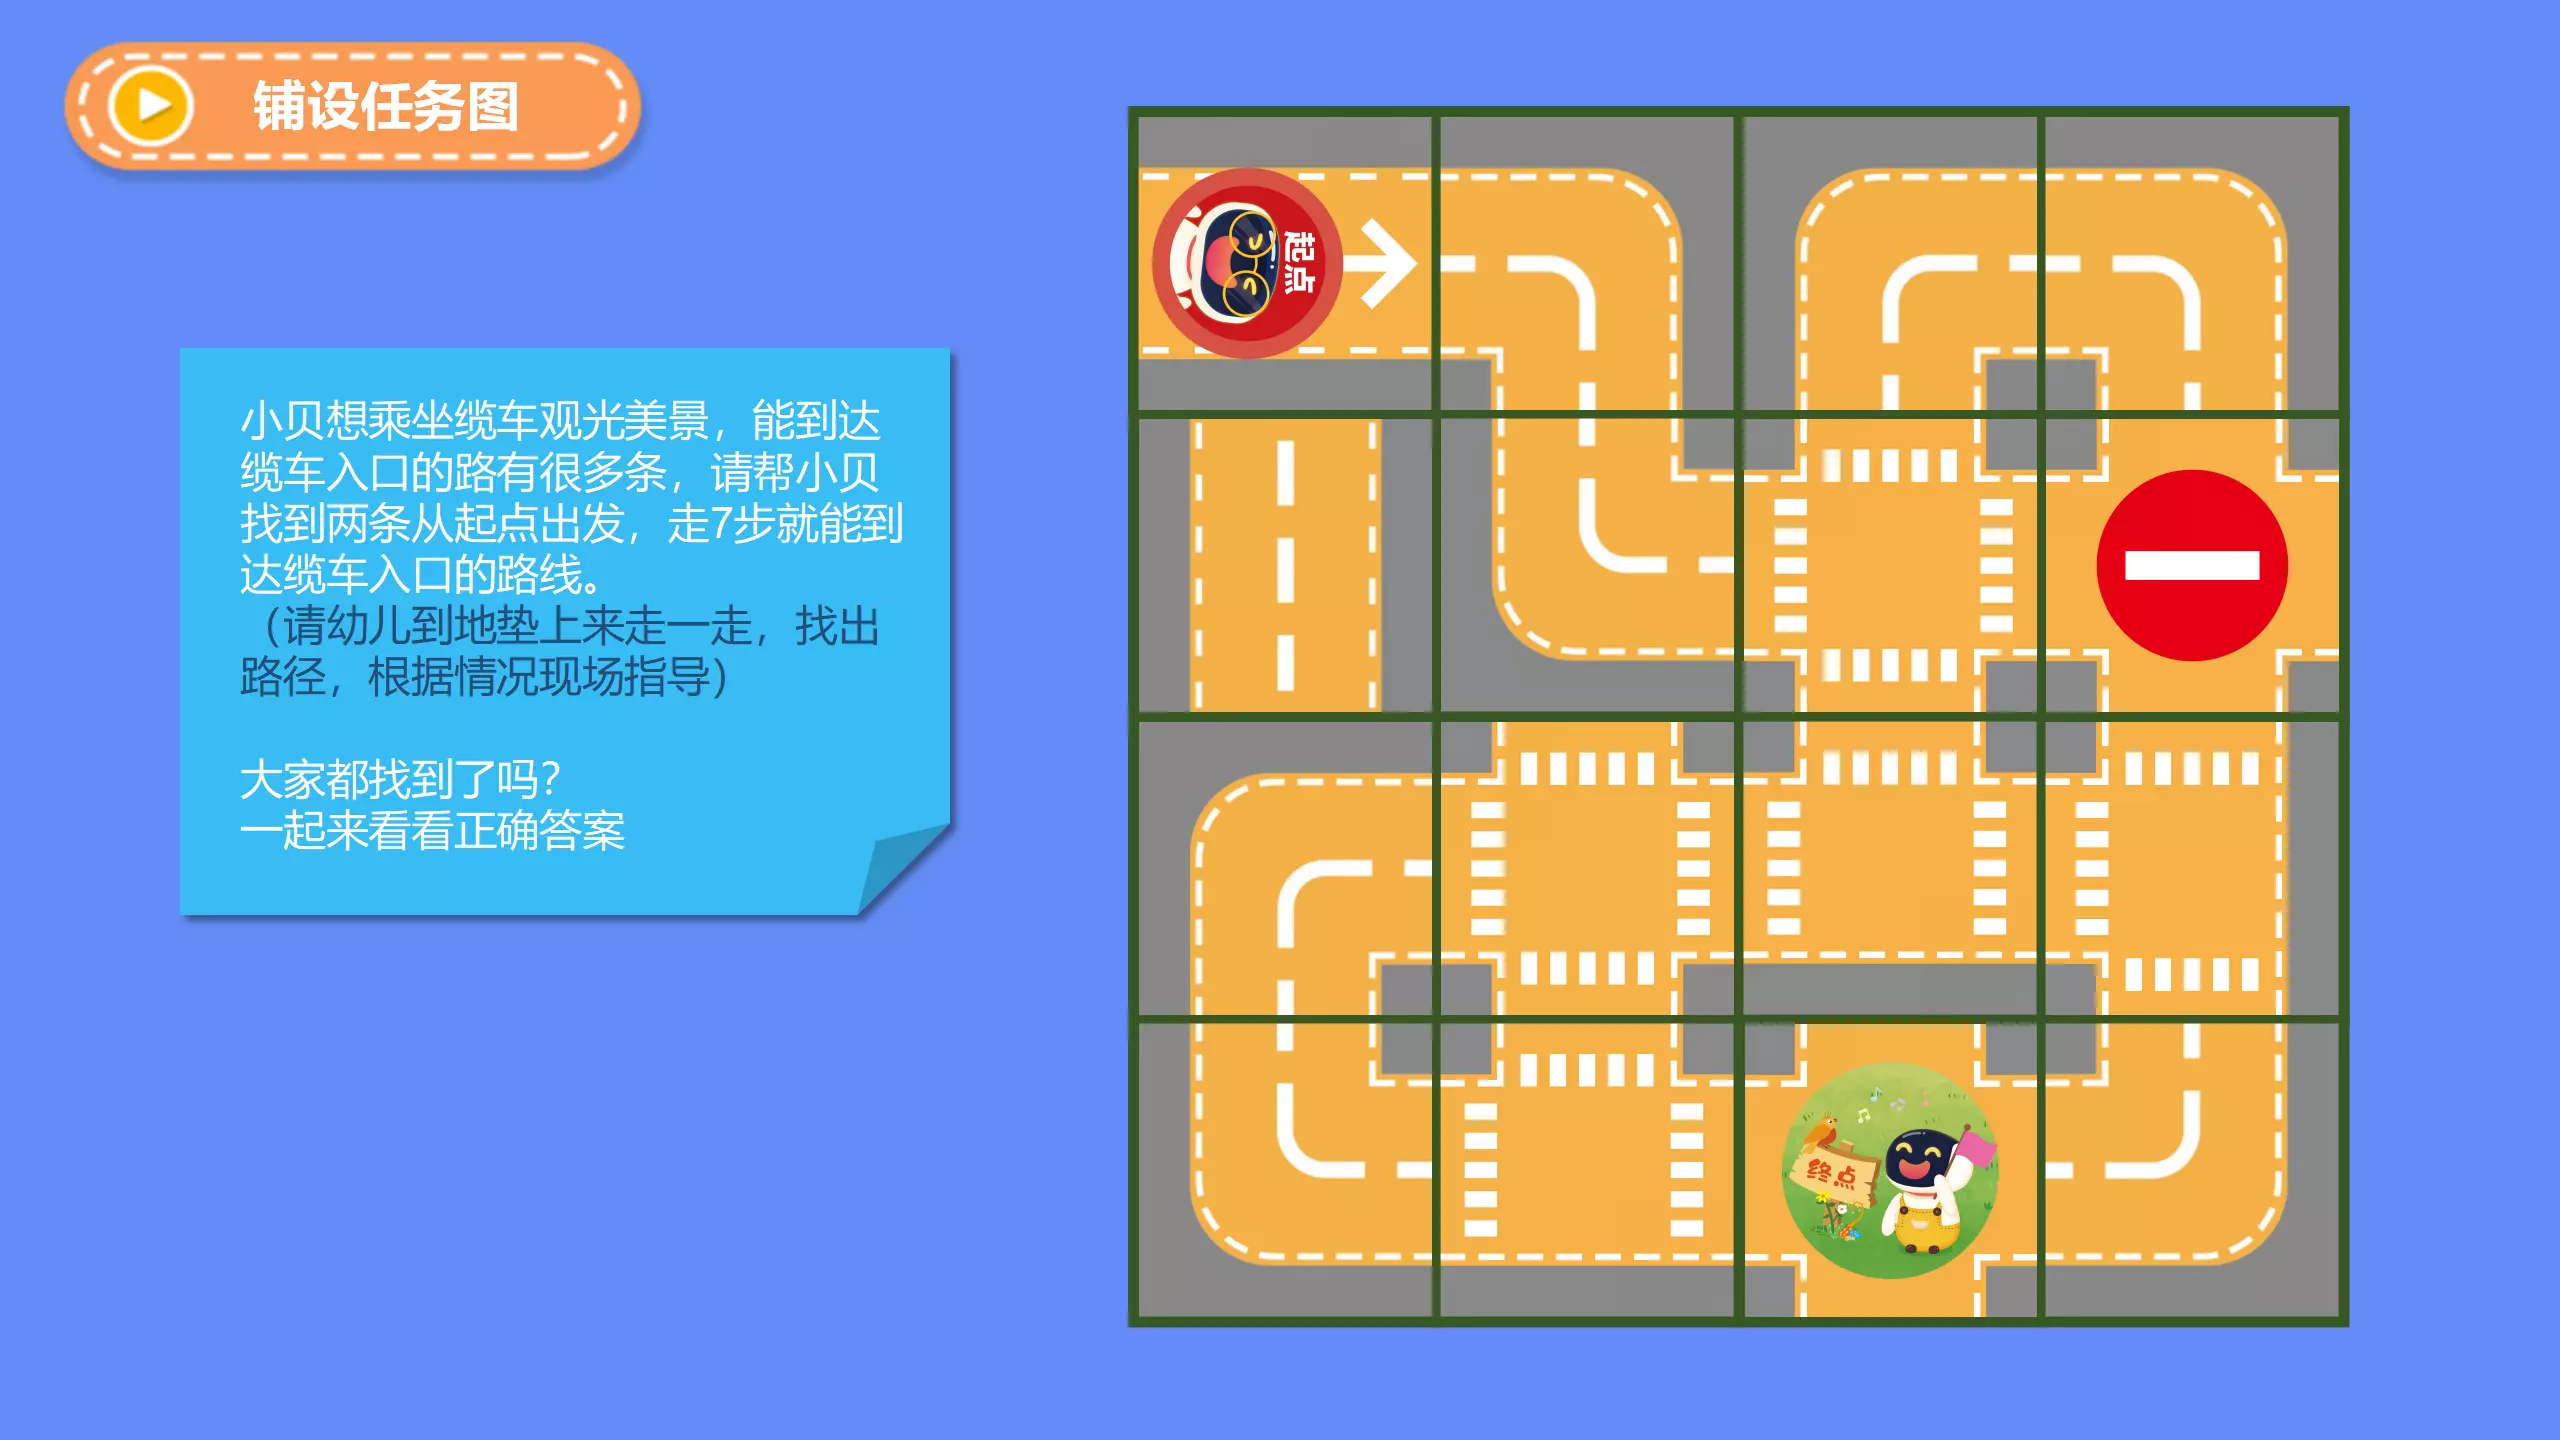 铺设任务图
小贝想乘坐缆车观光美景，能到达
缆车入口的路有很多条，请帮小贝
找到两条从起点出发，走7步就能到
达缆车入口的路线。
（请幼儿到地垫上来走一走，找出
路径，根据情况现场指导）
大家都找到了吗？
一起来看看正确答案
起点
终点